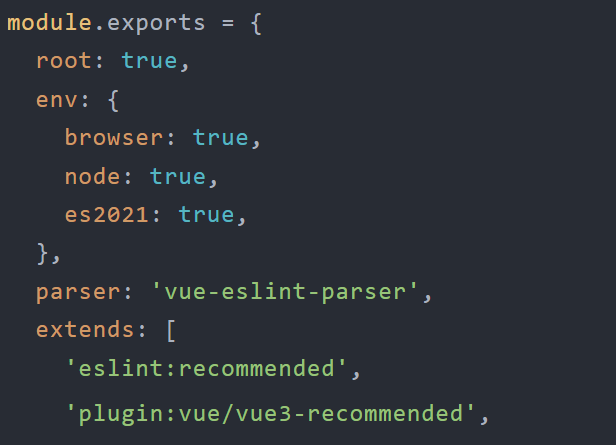 module.exports = {
  root: true,
  env: {
    browser: true,
    node: true,
    es2021: true,
  },
  parser: 'vue-eslint-parser',
  extends: [
    'eslint:recommended',
    'plugin:vue/vue3-recommended',